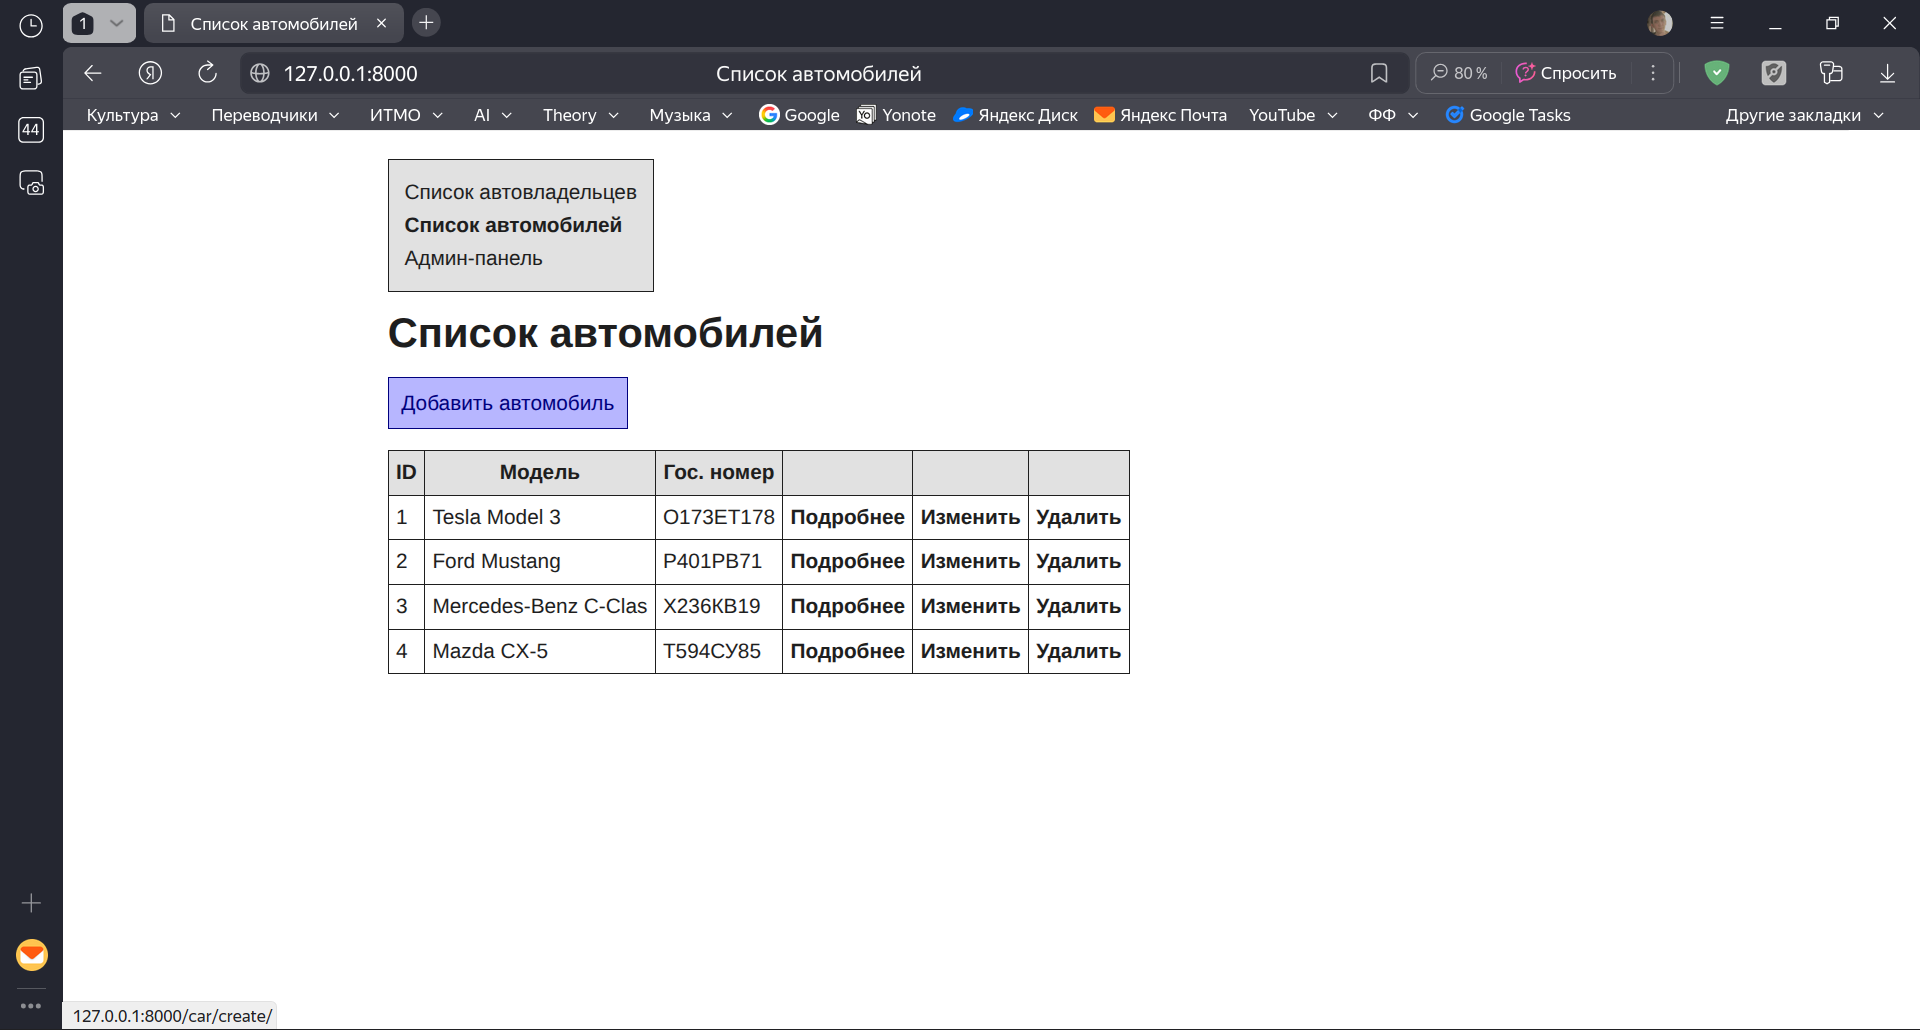 1
Список автомобилей
127.0.0.1:8000
Список автомобилей
80 %
Спросить
Культура
Переводчики
ИТМО
AI
Theory
Музыка
Google
Yonote
Яндекс Диск
Яндекс Почта
YouTube
ФФ
Google Tasks
Другие закладки
44
Список автовладельцев
Список автомобилей
Админ-панель
Список автомобилей
Добавить автомобиль
ID Модель Гос. номер
1 Tesla Model 3 О173ЕТ178 Подробнее Изменить Удалить
2 Ford Mustang Р401РВ71 Подробнее Изменить Удалить
3 Mercedes-Benz C-Clas Х236КВ19 Подробнее Изменить Удалить
4 Mazda CX-5 Т594СУ85 Подробнее Изменить Удалить
127.0.0.1:8000/car/create/